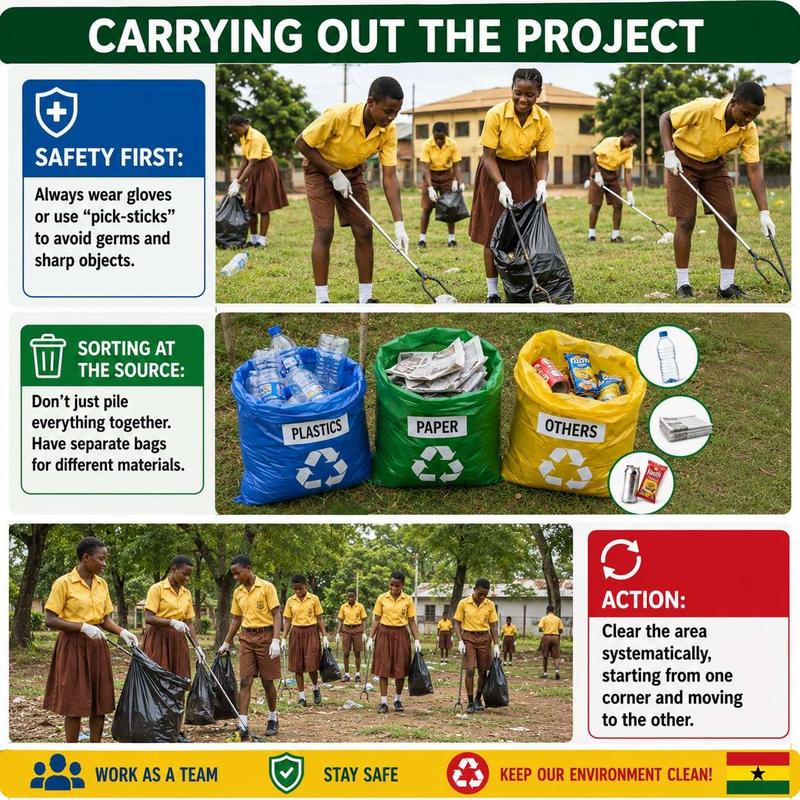 CARRYING OUT THE PROJECT
SAFETY FIRST:
Always wear gloves
or use “pick-sticks”
to avoid germs and
sharp objects.
SORTING AT
THE SOURCE:
Don’t just pile
everything together.
Have separate bags
for different materials.
PLASTICS
PAPER
OTHERS
ACTION:
Clear the area
systematically,
starting from one
corner and moving
to the other.
WORK AS A TEAM
STAY SAFE
KEEP OUR ENVIRONMENT CLEAN!